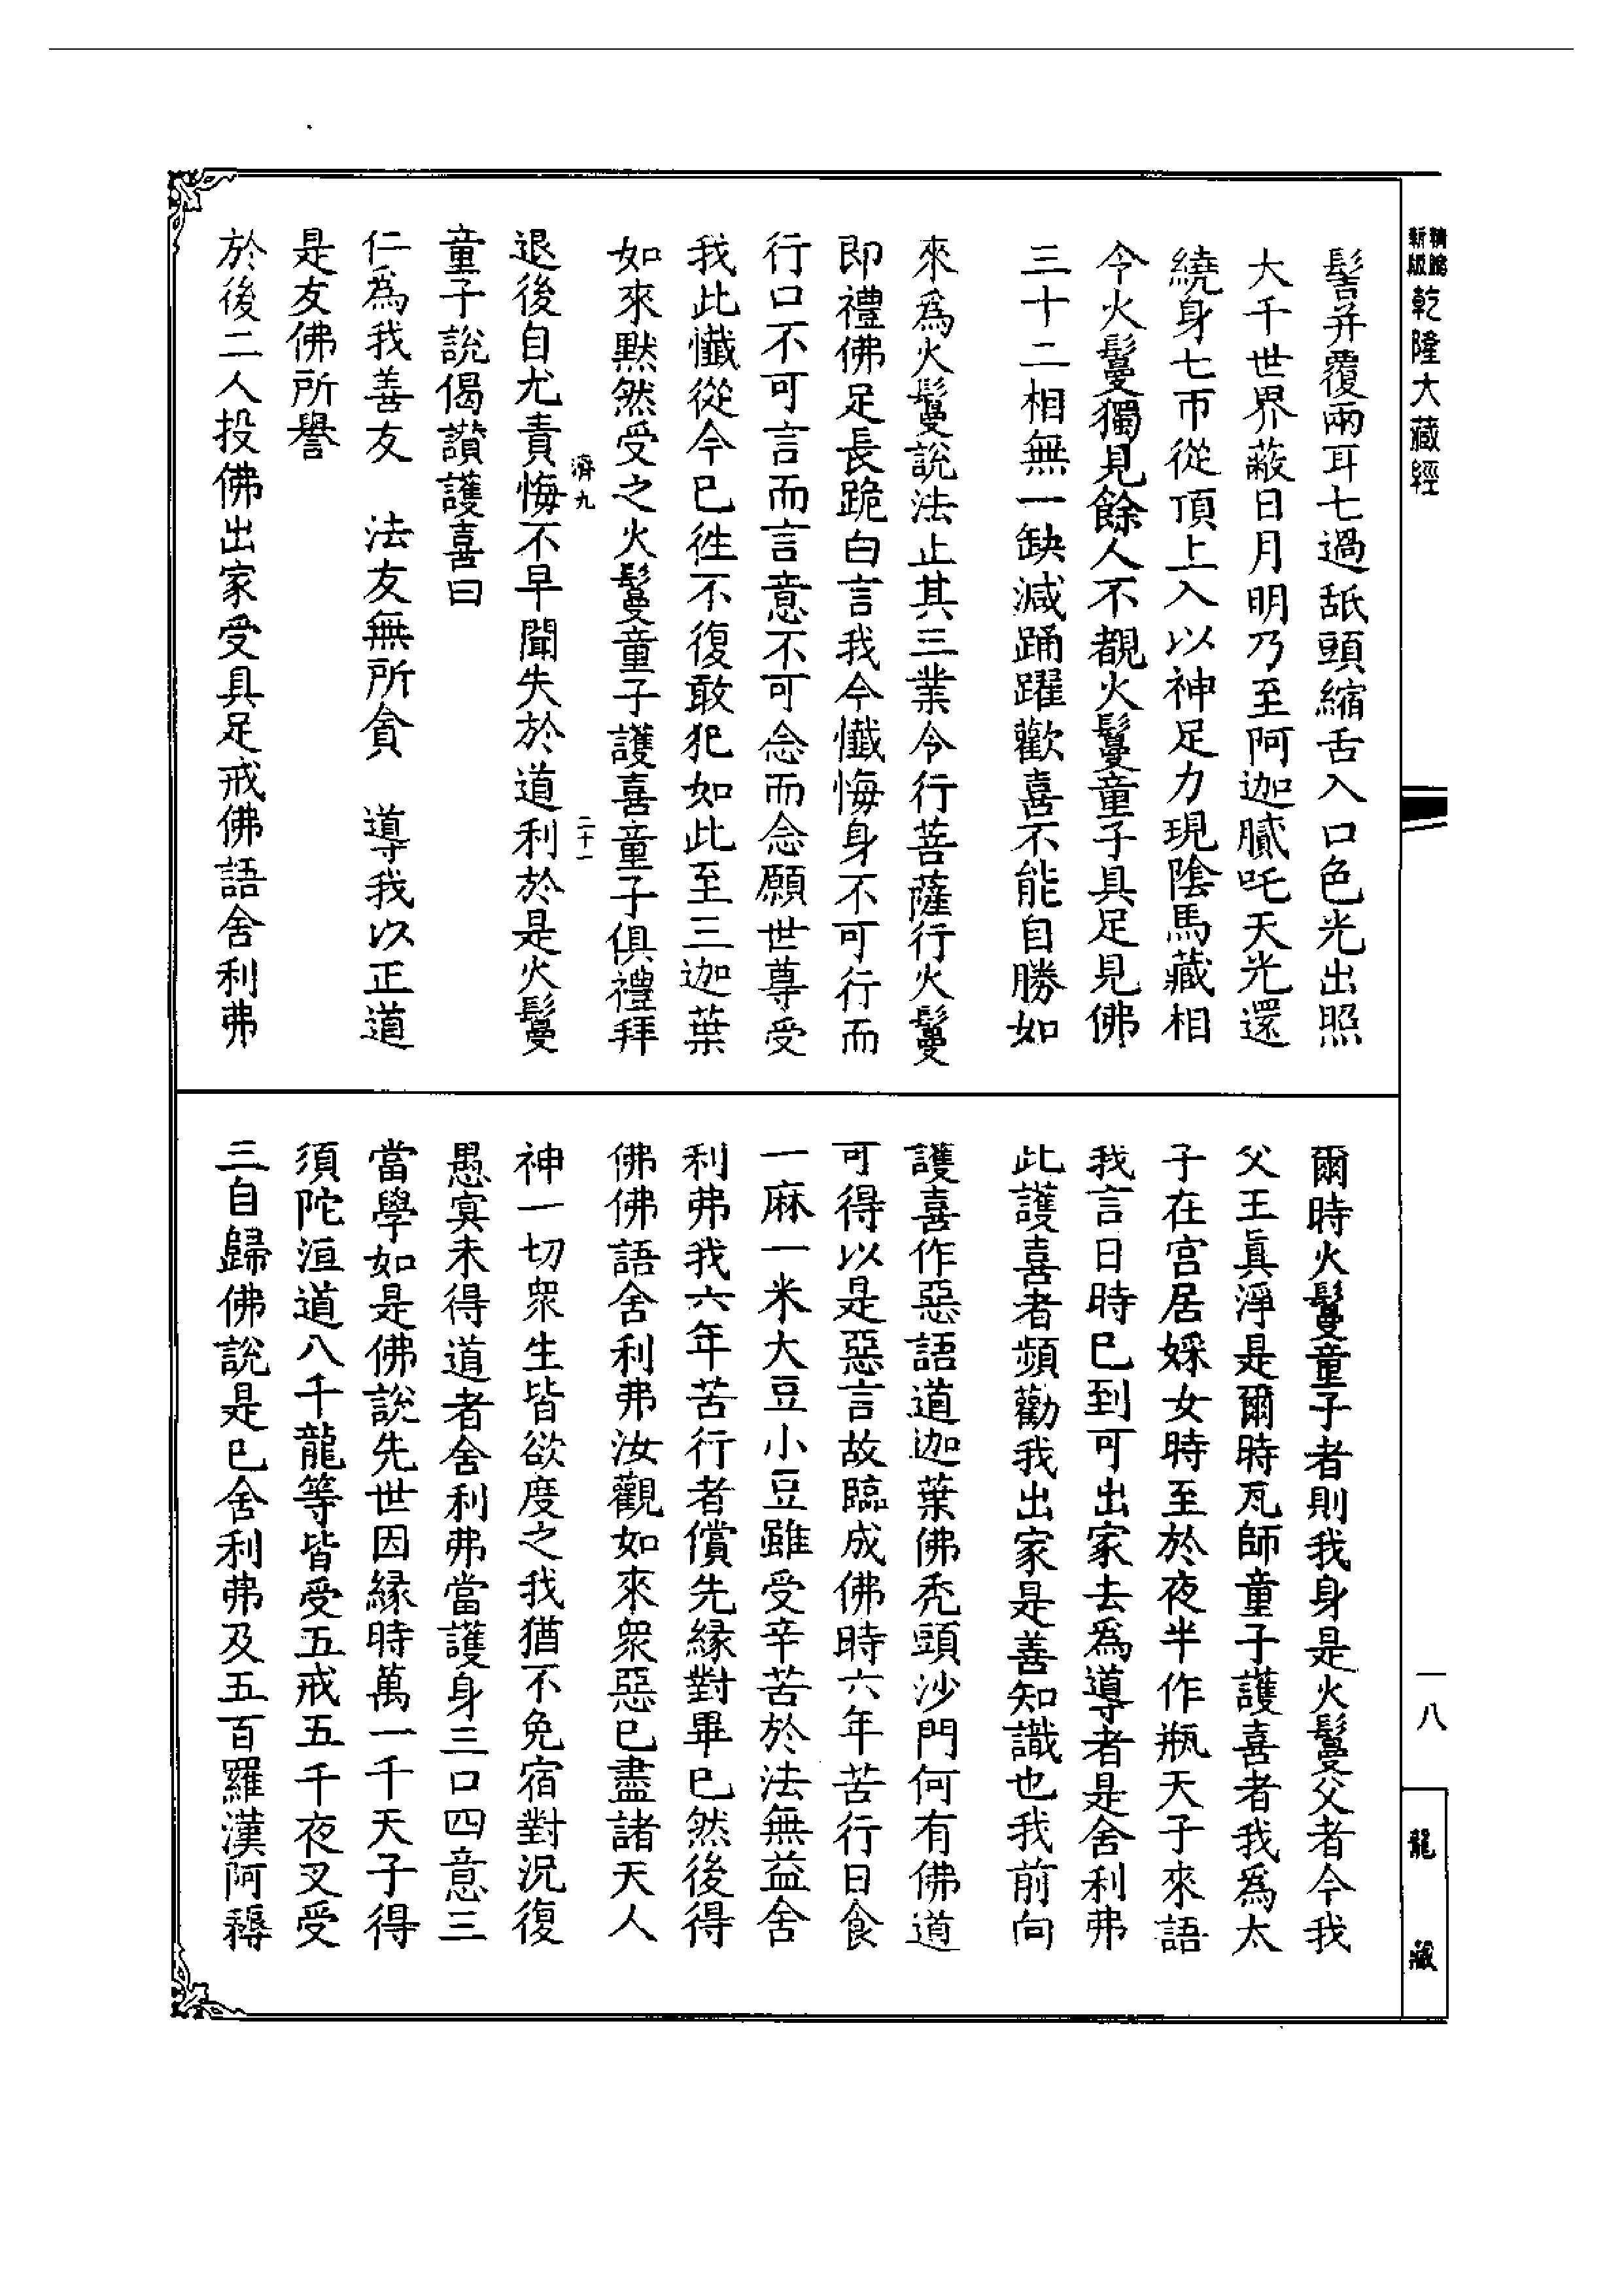 精縮新版乾隆大藏經
髻并覆兩耳七過舐頭縮舌入口色光出照
大千世界蔽日月明乃至阿迦膩吒天光還
繞身七帀從頂上入以神足力現陰馬藏相
令火鬘獨見餘人不覩火鬘童子具足見佛
三十二相無一缺減踊躍歡喜不能自勝如
來爲火鬘說法止其三業令行菩薩行火鬘
即禮佛足長跪白言我今懺悔身不可行而
行口不可言而言意不可念而念願世尊受
我此懺從今已徃不復敢犯如此至三迦葉
如來默然受之火鬘童子護喜童子俱禮拜
濟九
二十一
退後自尤責悔不早聞失於道利於是火鬘
童子說偈讚護喜曰
仁爲我善友　法友無所貪　導我以正道
是友佛所譽
於後二人投佛出家受具足戒佛語舍利弗
爾時火鬘童子者則我身是火鬘父者今我
父王真淨是爾時瓦師童子護喜者我爲太
子在宮居婇女時至於夜半作瓶天子來語
我言日時已到可出家去爲導者是舍利弗
此護喜者頻勸我出家是善知識也我前向
護喜作惡語道迦葉佛禿頭沙門何有佛道
可得以是惡言故臨成佛時六年苦行日食
一麻一米大豆小豆雖受辛苦於法無益舍
利弗我六年苦行者償先緣對畢已然後得
佛佛語舍利弗汝觀如來衆惡已盡諸天人
神一切衆生皆欲度之我猶不免宿對況復
愚冥未得道者舍利弗當護身三口四意三
當學如是佛說先世因緣時萬一千天子得
須陀洹道八千龍等皆受五戒五千夜叉受
三自歸佛說是已舍利弗及五百羅漢阿耨
一八
龍藏